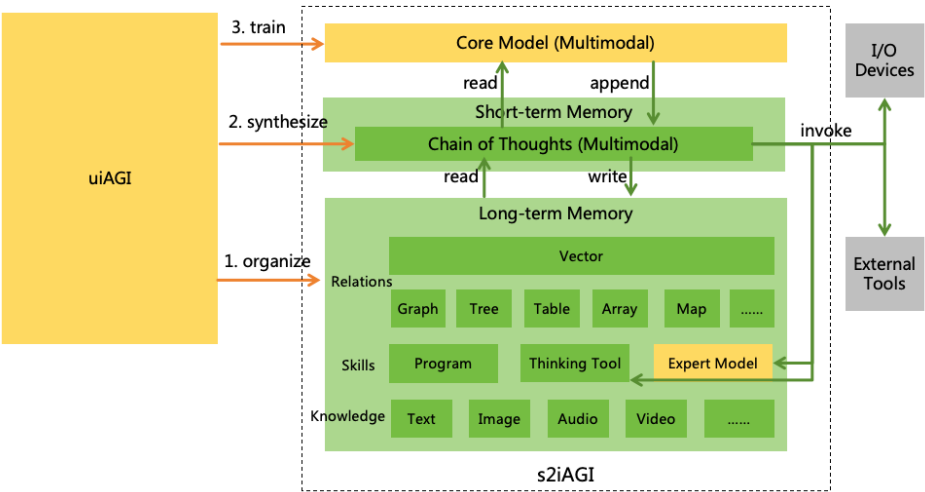 3. train
Core Model (Multimodal)
I/O
Devices
read
append
Short-term Memory
2. synthesize
Chain of Thoughts (Multimodal)
invoke
uiAGI
read
write
Long-term Memory
1. organize
Vector
External
Tools
Relations
Graph
Tree
Table
Array
Map
......
Skills
Program
Thinking Tool
Expert Model
Knowledge
Text
Image
Audio
Video
......
s2iAGI